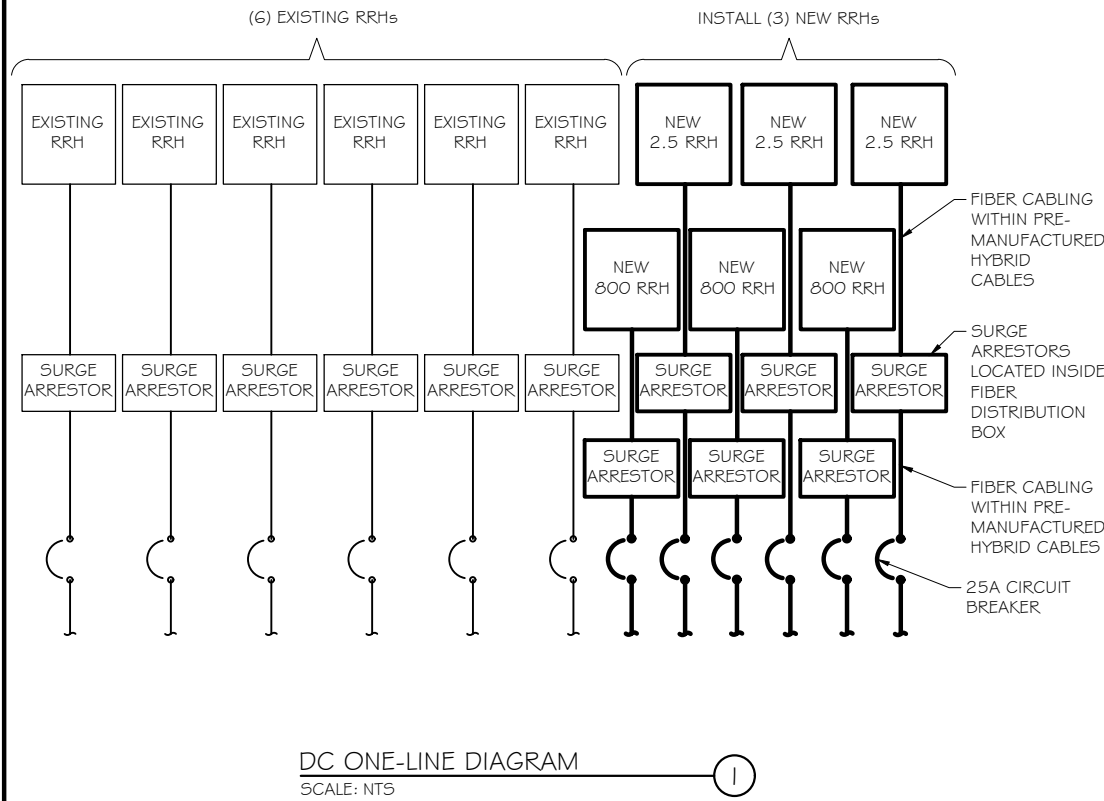 (6) EXISTING RRHs
INSTALL (3) NEW RRHs
EXISTING
RRH
EXISTING
RRH
EXISTING
RRH
EXISTING
RRH
EXISTING
RRH
EXISTING
RRH
NEW
2.5 RRH
NEW
2.5 RRH
NEW
2.5 RRH
FIBER CABLING
WITHIN PRE-
MANUFACTURED
HYBRID
CABLES
NEW
800 RRH
NEW
800 RRH
NEW
800 RRH
SURGE
ARRESTOR
SURGE
ARRESTOR
SURGE
ARRESTOR
SURGE
ARRESTOR
SURGE
ARRESTOR
SURGE
ARRESTOR
SURGE
ARRESTOR
SURGE
ARRESTOR
SURGE
ARRESTOR
SURGE
ARRESTORS
LOCATED INSIDE
FIBER
DISTRIBUTION
BOX
SURGE
ARRESTOR
SURGE
ARRESTOR
SURGE
ARRESTOR
FIBER CABLING
WITHIN PRE-
MANUFACTURED
HYBRID CABLES
25A CIRCUIT
BREAKER
DC ONE-LINE DIAGRAM
SCALE: NTS
1